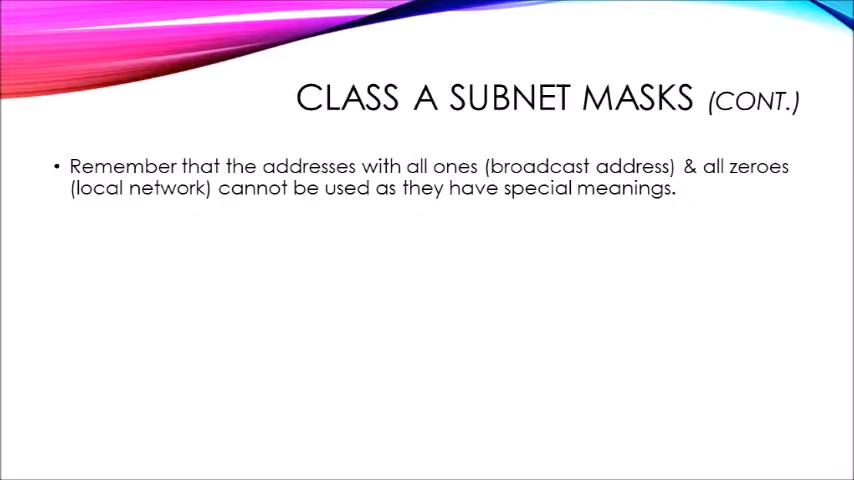 CLASS A SUBNET MASKS (CONT.)
• Remember that the addresses with all ones (broadcast address) & all zeroes
(local network) cannot be used as they have special meanings.